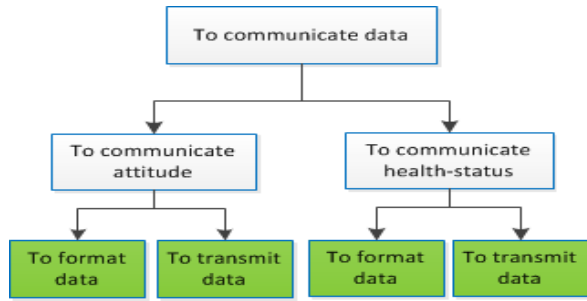 To communicate data
To communicate
attitude
To communicate
health-status
To format
data
To transmit
data
To format
data
To transmit
data